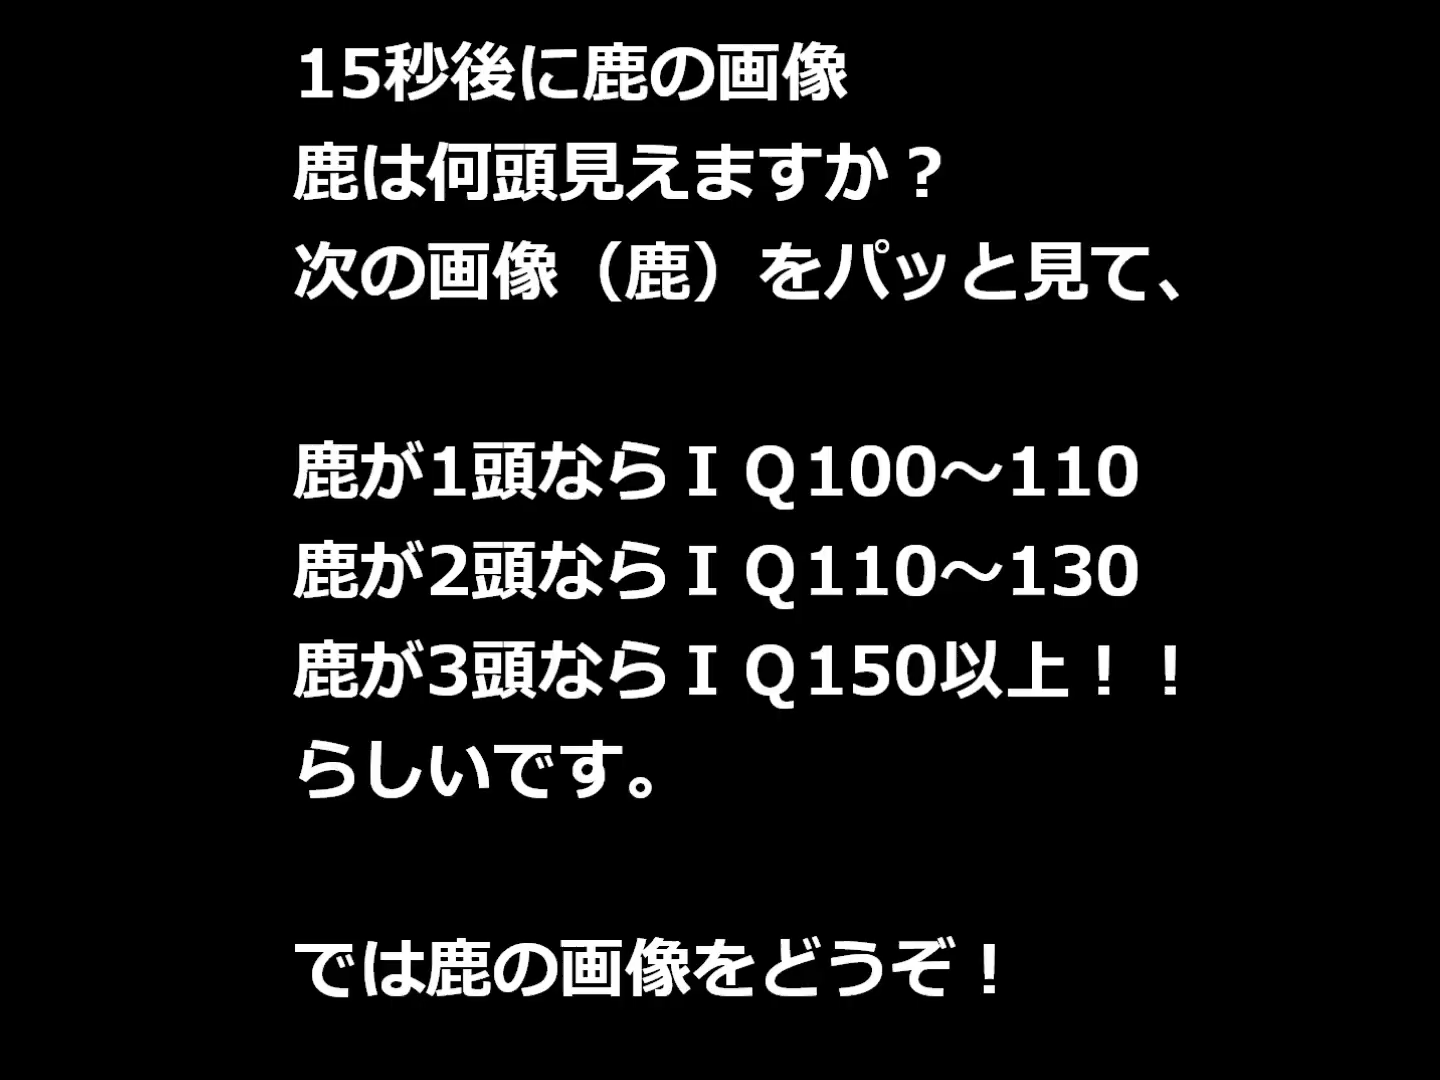 15秒後に鹿の画像
鹿は何頭見えますか？
次の画像（鹿）をパッと見て、
鹿が1頭ならＩＱ100～110
鹿が2頭ならＩＱ110～130
鹿が3頭ならＩＱ150以上！！
らしいです。
では鹿の画像をどうぞ！